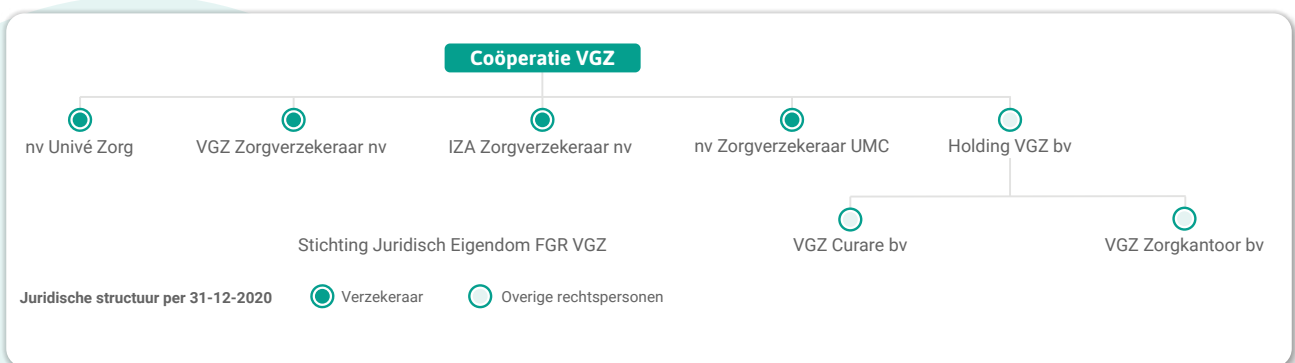 Coöperatie VGZ
nv Univé Zorg
VGZ Zorgverzekeraar nv
IZA Zorgverzekeraar nv
nv Zorgverzekeraar UMC
Holding VGZ bv
Stichting Juridisch Eigendom FGR VGZ
VGZ Curare bv
VGZ Zorgkantoor bv
Juridische structuur per 31-12-2020
Verzekeraar
Overige rechtspersonen